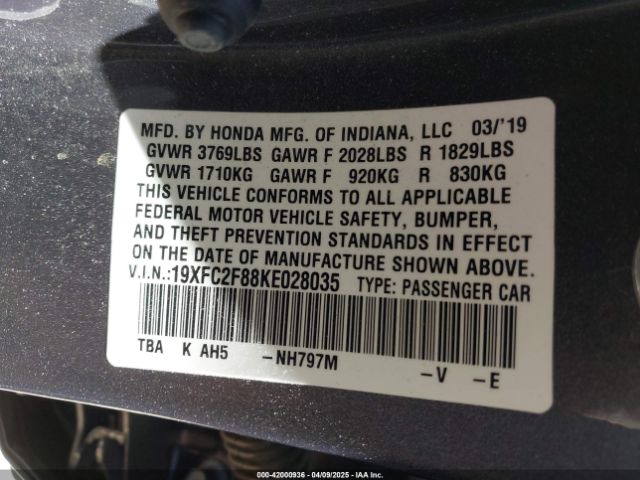 MFD. BY HONDA MFG. OF INDIANA, LLC 03/'19
GVWR 3769LBS GAWR F 2028LBS R 1829LBS
GVWR 1710KG GAWR F 920KG R 830KG
THIS VEHICLE CONFORMS TO ALL APPLICABLE
FEDERAL MOTOR VEHICLE SAFETY, BUMPER,
AND THEFT PREVENTION STANDARDS IN EFFECT
ON THE DATE OF MANUFACTURE SHOWN ABOVE.
V.I.N.:19XFC2F88KE028035 TYPE: PASSENGER CAR
TBA K AH5 -NH797M -V -E
000-42000936 - 04/09/2025 - IAA, Inc.